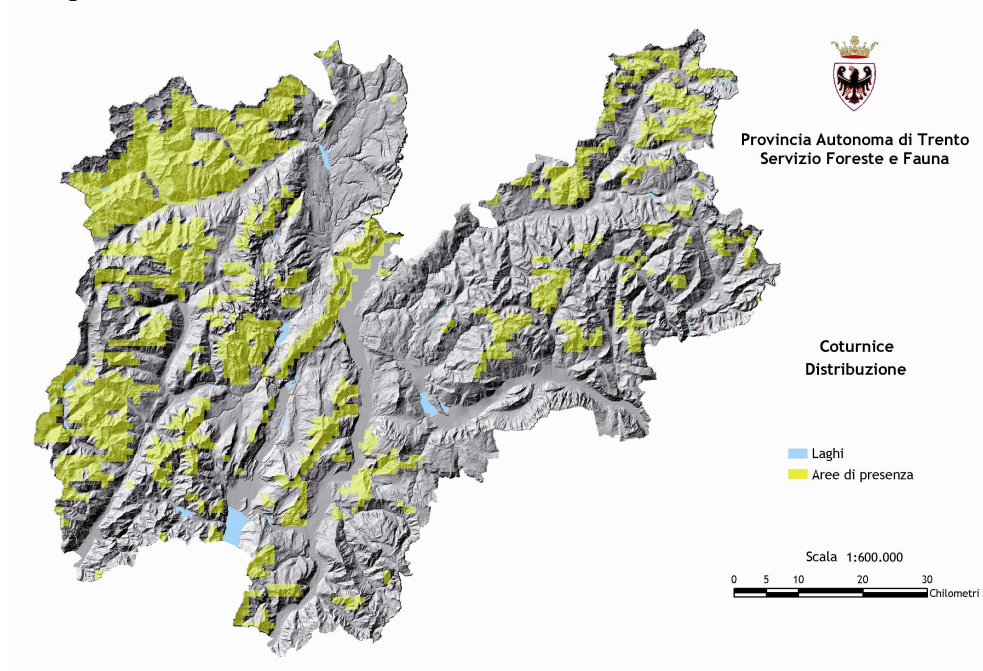 Provincia Autonoma di Trento
Servizio Foreste e Fauna
Coturnice
Distribuzione
Laghi
Aree di presenza
Scala 1:600.000
0 5 10 20 30
Chilometri